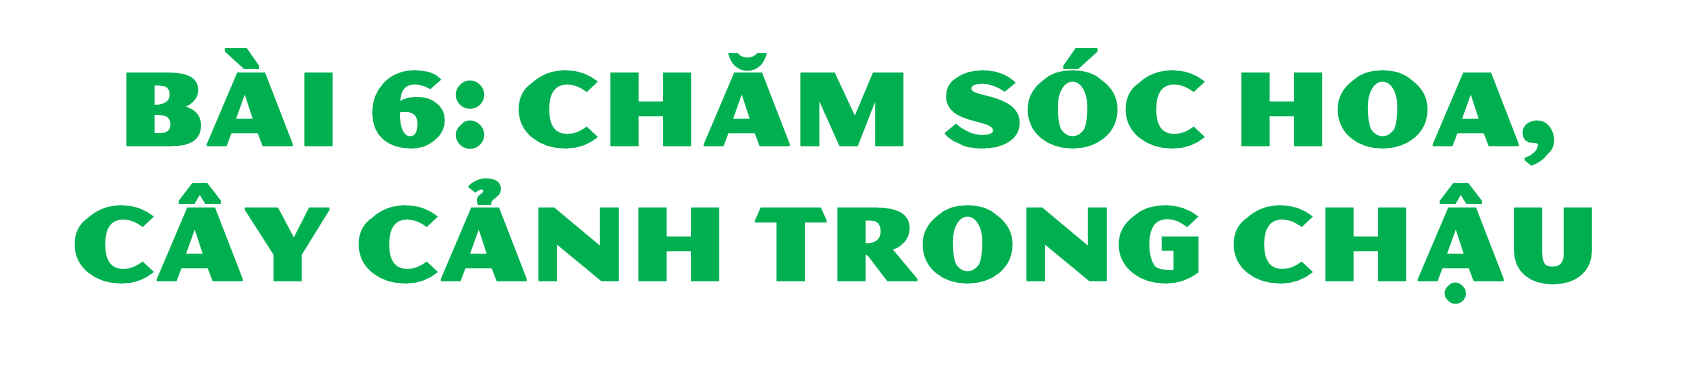 BÀI 6: CHĂM SÓC HOA,
CÂY CẢNH TRONG CHẬU